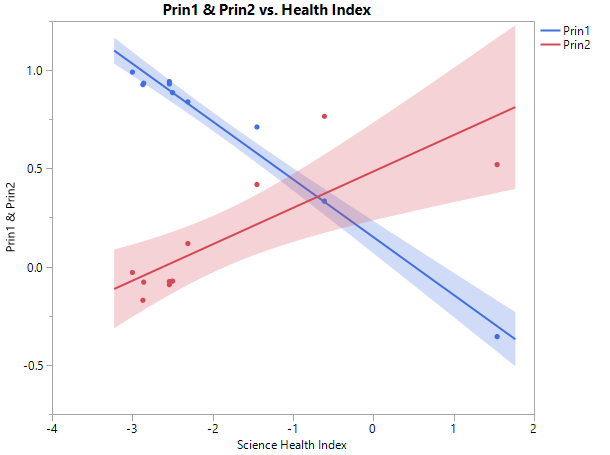 Prin1 & Prin2 vs. Health Index
Prin1
Prin2
1.0
0.5
0.0
-0.5
Prin1 & Prin2
-4
-3
-2
-1
0
1
2
Science Health Index